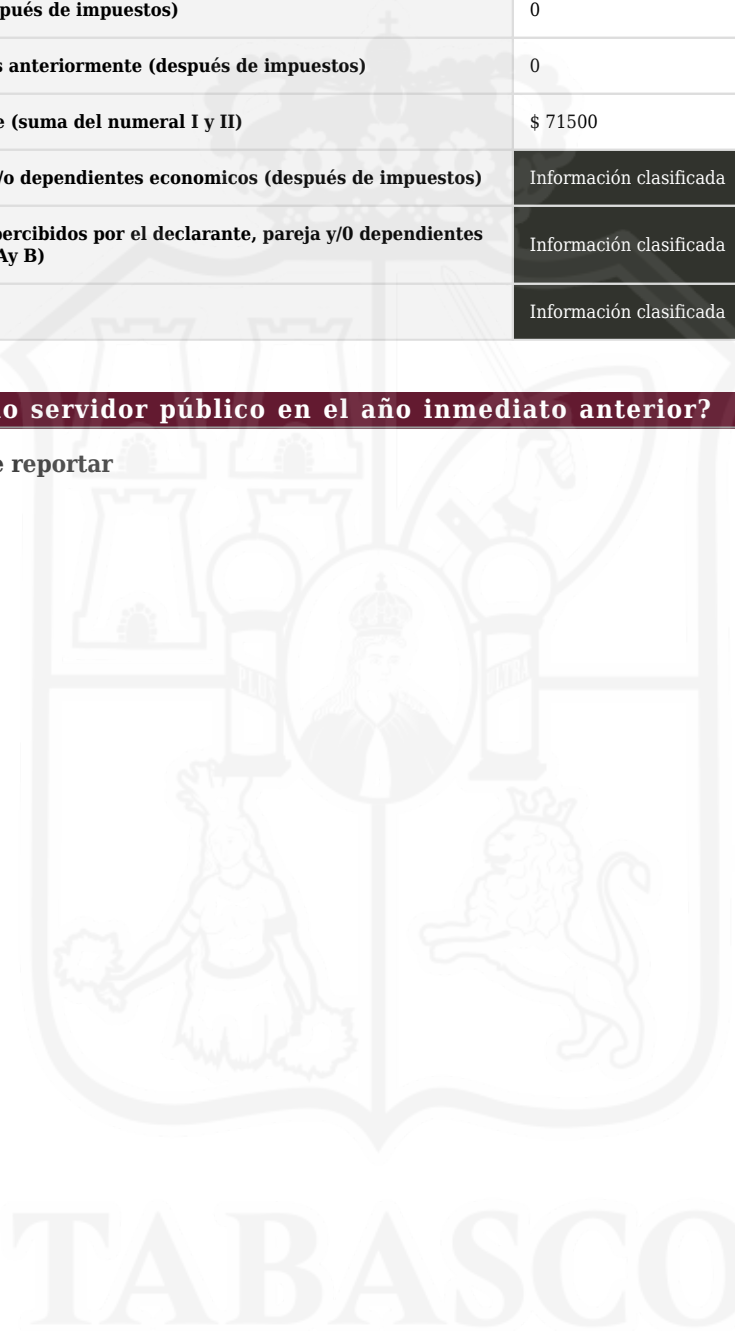 pués de impuestos) 0
s anteriormente (después de impuestos) 0
e (suma del numeral I y II) $ 71500
/o dependientes economicos (después de impuestos) Información clasificada
percibidos por el declarante, pareja y/0 dependientes
Ay B) Información clasificada
Información clasificada
o servidor público en el año inmediato anterior?
e reportar
PLUS ULTRA
TABASCO